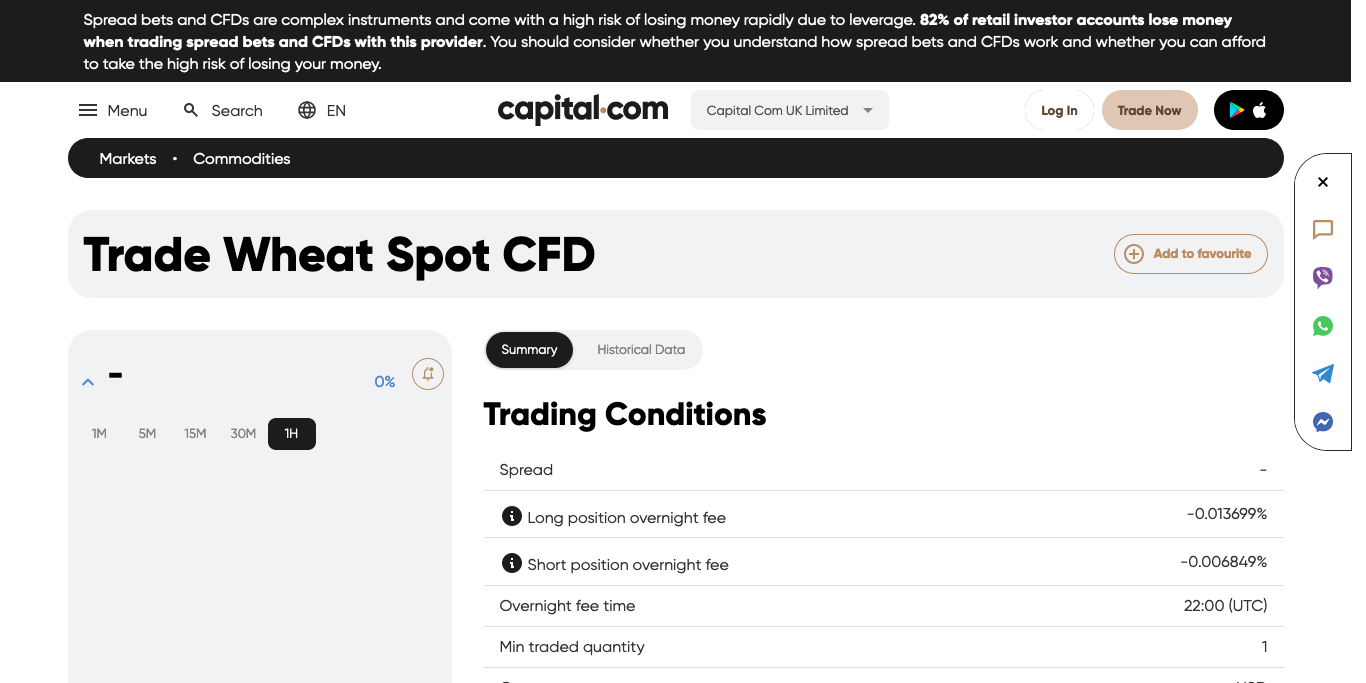 Spread bets and CFDs are complex instruments and come with a high risk of losing money rapidly due to leverage. 82% of retail investor accounts lose money
when trading spread bets and CFDs with this provider. You should consider whether you understand how spread bets and CFDs work and whether you can afford
to take the high risk of losing your money.
Menu Search EN capital.com Capital Com UK Limited Log In Trade Now
Markets • Commodities
Trade Wheat Spot CFD Add to favourite
- 0%
1M 5M 15M 30M 1H
Summary Historical Data
Trading Conditions
Spread -
Long position overnight fee -0.013699%
Short position overnight fee -0.006849%
Overnight fee time 22:00 (UTC)
Min traded quantity 1